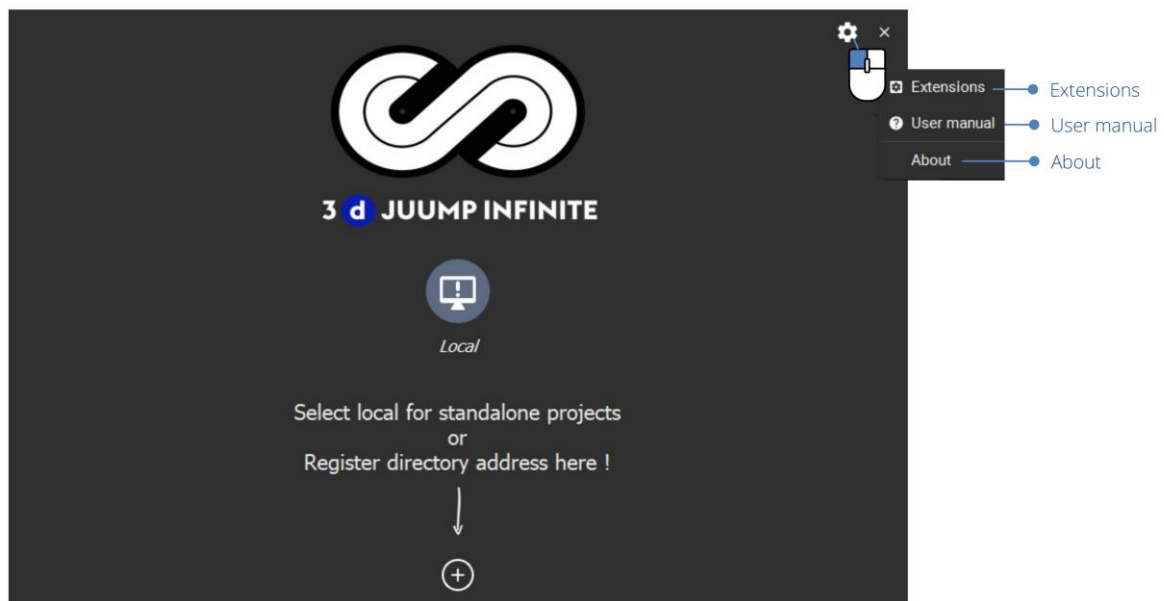 Extensions
Extensions
User manual
User manual
About
About
3 d JUUMP INFINITE
Local
Select local for standalone projects
or
Register directory address here !